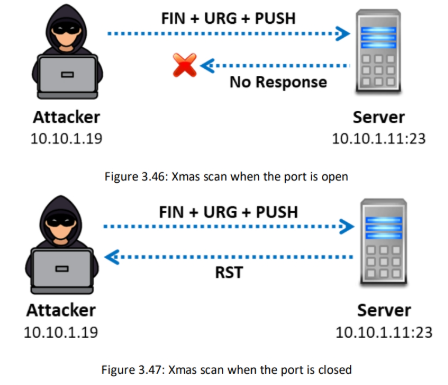 FIN + URG + PUSH
No Response
Attacker
10.10.1.19
Server
10.10.1.11:23
Figure 3.46: Xmas scan when the port is open
FIN + URG + PUSH
RST
Attacker
10.10.1.19
Server
10.10.1.11:23
Figure 3.47: Xmas scan when the port is closed